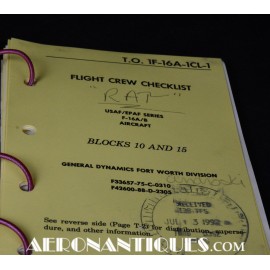 T.O. 1F-16A-1CL-1
FLIGHT CREW CHECKLIST
"RAT"
USAF/EPAF SERIES
F-16A/B
AIRCRAFT
BLOCKS 10 AND 15
GENERAL DYNAMICS FORT WORTH DIVISION
F33657-75-C-0310
F42600-88-D-2305
JUL 3 1992
See reverse side (Page T-2) for distribution, superse-
dure, and other information.
AERONANTIQUES.COM